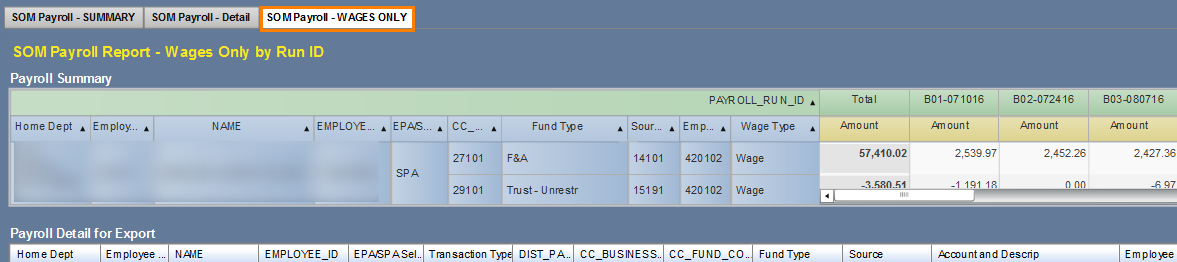 SOM Payroll - SUMMARY SOM Payroll - Detail SOM Payroll - WAGES ONLY
SOM Payroll Report - Wages Only by Run ID
Payroll Summary
PAYROLL_RUN_ID Total B01-071016 B02-072416 B03-080716
Home Dept Employ... NAME EMPLOYE... EPA/S... CC_... Fund Type Sour... Emp... Wage Type Amount Amount Amount Amount
SPA 27101 F&A 14101 420102 Wage 57,410.02 2,539.97 2,452.26 2,427.36
29101 Trust - Unrestr 15191 420102 Wage -3,580.51 -1,191.18 0.00 -6.97
Payroll Detail for Export
Home Dept Employee ... NAME EMPLOYEE_ID EPA/SPA Sel... Transaction Type DIST_PA... CC_BUSINESS... CC_FUND_CO... Fund Type Source Account and Descrip Employee